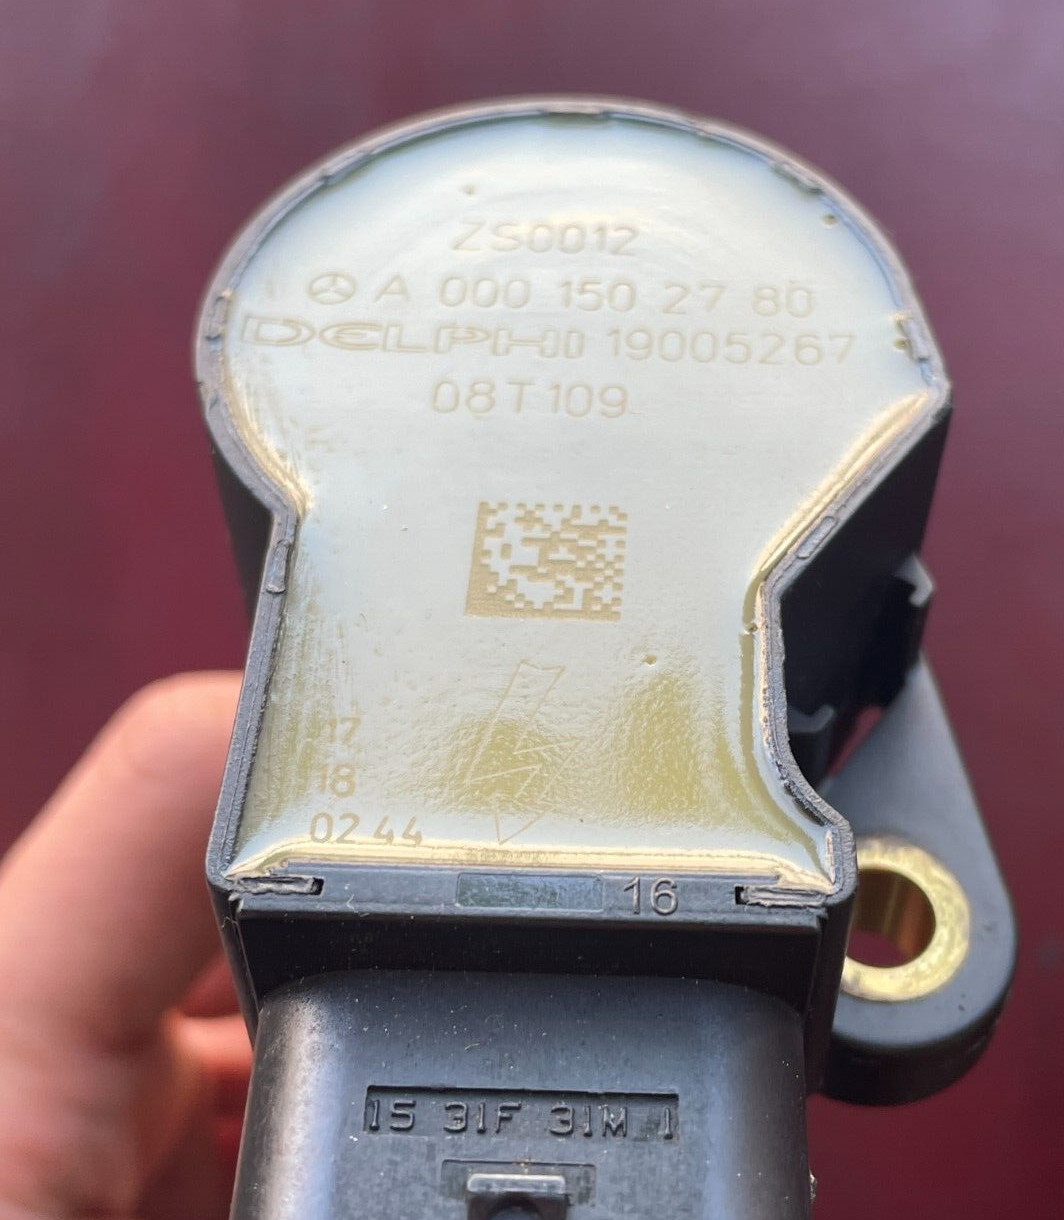 ZS0012
A 000 150 27 80
DELPHI 19005267
08T109
17
18
02 44
16
15 31F 31M 1